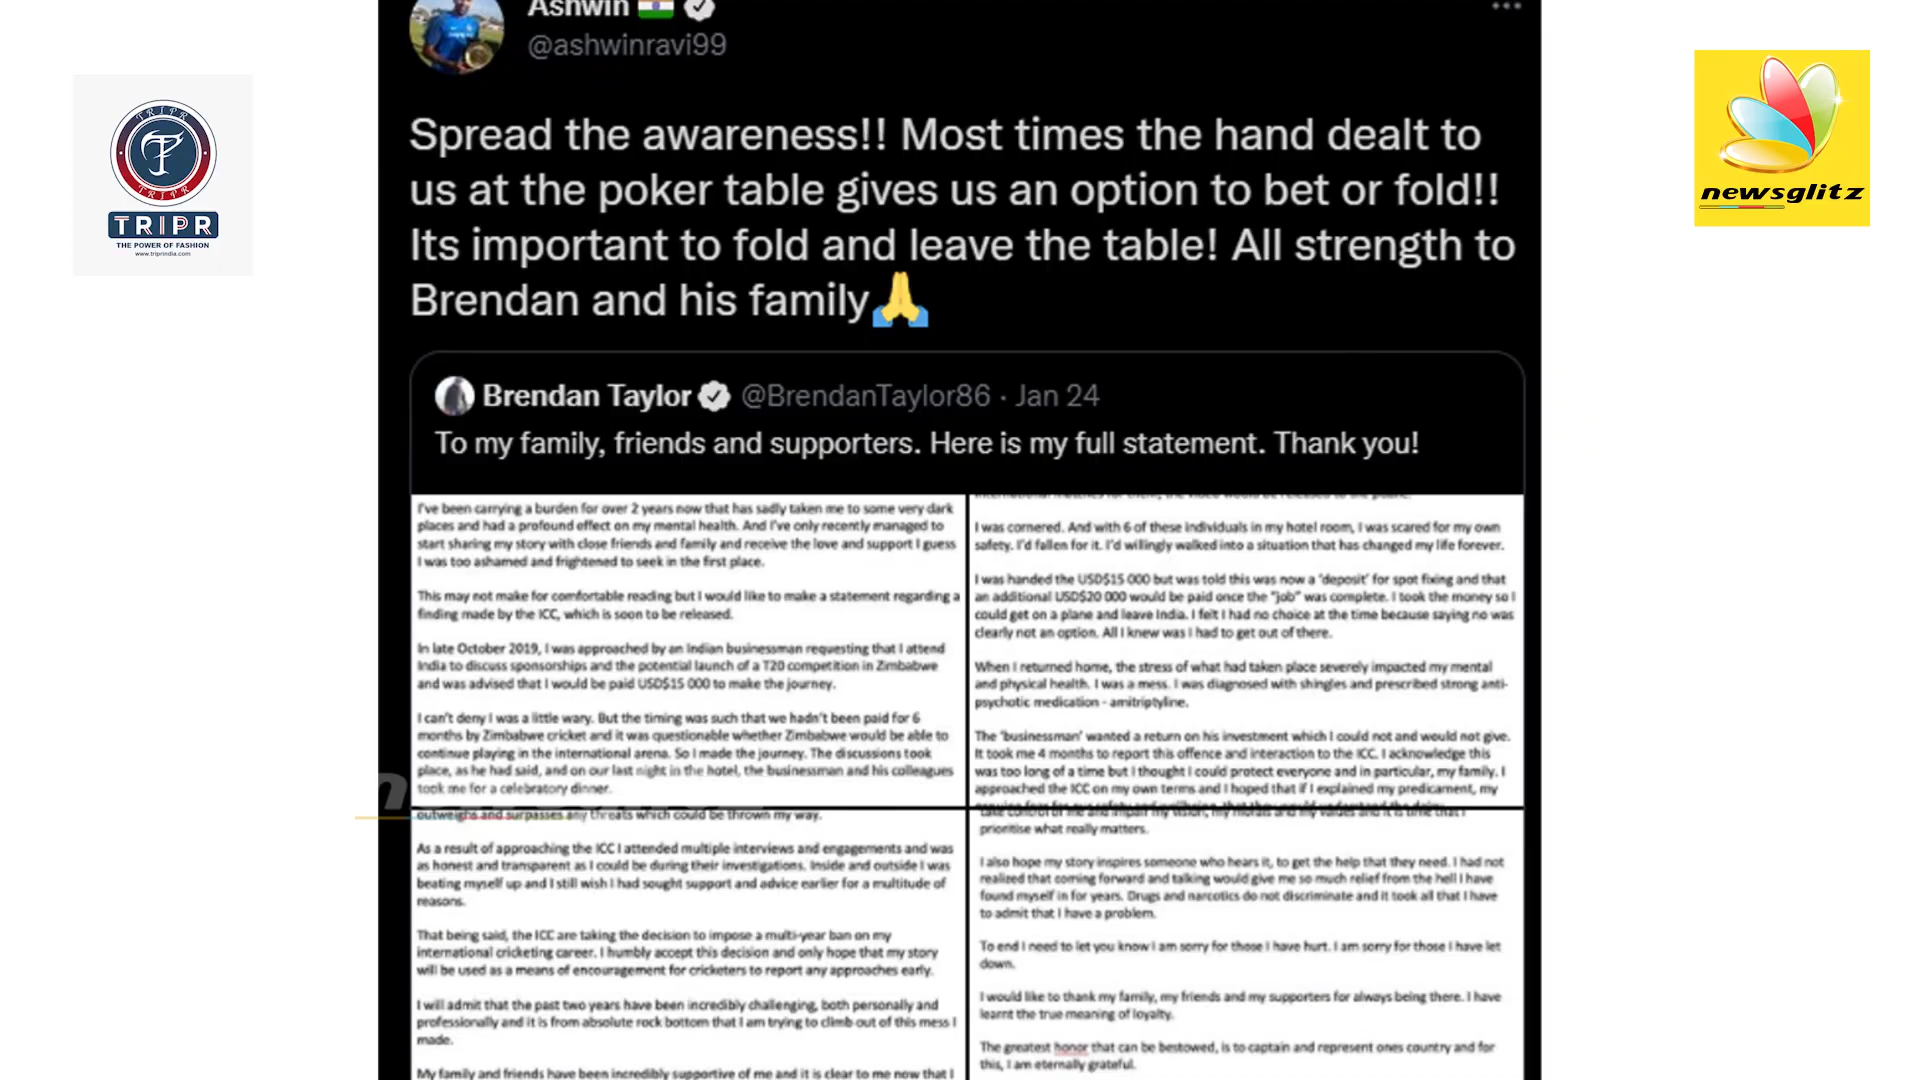 Ashwin
@ashwinravi99
Spread the awareness!! Most times the hand dealt to
us at the poker table gives us an option to bet or fold!!
Its important to fold and leave the table! All strength to
Brendan and his family🙏
Brendan Taylor @BrendanTaylor86 · Jan 24
To my family, friends and supporters. Here is my full statement. Thank you!
I've been carrying a burden for over 2 years now that has sadly taken me to some very dark
places and had a profound effect on my mental health. And I've only recently managed to
start sharing my story with close friends and family and receive the love and support I guess
I was too ashamed and frightened to seek in the first place.
This may not make for comfortable reading but I would like to make a statement regarding a
finding made by the ICC, which is soon to be released.
In late October 2019, I was approached by an Indian businessman requesting that I attend
India to discuss sponsorships and the potential launch of a T20 competition in Zimbabwe
and was advised that I would be paid USD$15 000 to make the journey.
I can't deny I was a little wary. But the timing was such that we hadn't been paid for 6
months by Zimbabwe cricket and it was questionable whether Zimbabwe would be able to
continue playing in the international arena. So I made the journey. The discussions took
place, as he had said, and on our last night in the hotel, the businessman and his colleagues
took me for a celebratory dinner.
I was cornered. And with 6 of these individuals in my hotel room, I was scared for my own
safety. I'd fallen for it. I'd willingly walked into a situation that has changed my life forever.
I was handed the USD$15 000 but was told this was now a 'deposit' for spot fixing and that
an additional USD$20 000 would be paid once the "job" was complete. I took the money so I
could get on a plane and leave India. I felt I had no choice at the time because saying no was
clearly not an option. All I knew was I had to get out of there.
When I returned home, the stress of what had taken place severely impacted my mental
and physical health. I was a mess. I was diagnosed with shingles and prescribed strong anti-
psychotic medication - amitriptyline.
The 'businessman' wanted a return on his investment which I could not and would not give.
It took me 4 months to report this offence and interaction to the ICC. I acknowledge this
was too long of a time but I thought I could protect everyone and in particular, my family. I
approached the ICC on my own terms and I hoped that if I explained my predicament, my
outweighs and surpasses any threats which could be thrown my way.
As a result of approaching the ICC I attended multiple interviews and engagements and was
as honest and transparent as I could be during their investigations. Inside and outside I was
beating myself up and I still wish I had sought support and advice earlier for a multitude of
reasons.
That being said, the ICC are taking the decision to impose a multi-year ban on my
international cricketing career. I humbly accept this decision and only hope that my story
will be used as a means of encouragement for cricketers to report any approaches early.
I will admit that the past two years have been incredibly challenging, both personally and
professionally and it is from absolute rock bottom that I am trying to climb out of this mess I
made.
My family and friends have been incredibly supportive of me and it is clear to me now that I
prioritise what really matters.
I also hope my story inspires someone who hears it, to get the help that they need. I had not
realized that coming forward and talking would give me so much relief from the hell I have
found myself in for years. Drugs and narcotics do not discriminate and it took all that I have
to admit that I have a problem.
To end I need to let you know I am sorry for those I have hurt. I am sorry for those I have let
down.
I would like to thank my family, my friends and my supporters for always being there. I have
learnt the true meaning of loyalty.
The greatest honor that can be bestowed, is to captain and represent ones country and for
this, I am eternally grateful.
TRIPR
TRIPR
TRIPR
THE POWER OF FASHION
www.triprindia.com
newsglitz